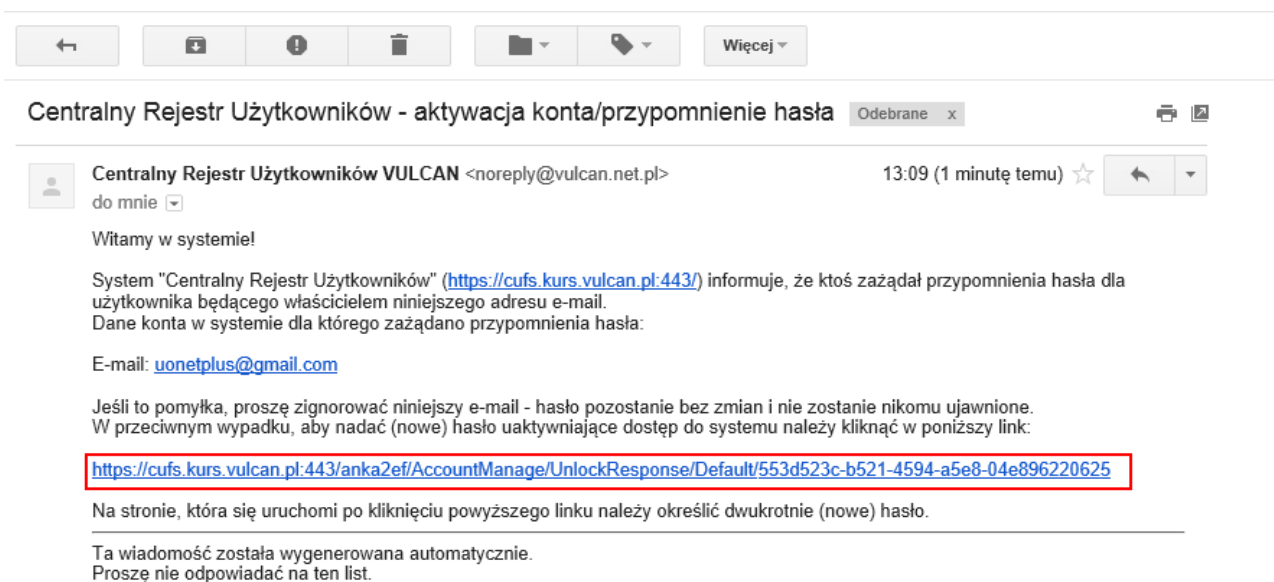 Więcej
Centralny Rejestr Użytkowników - aktywacja konta/przypomnienie hasła Odebrane x
Centralny Rejestr Użytkowników VULCAN <noreply@vulcan.net.pl> 13:09 (1 minutę temu)
do mnie
Witamy w systemie!
System "Centralny Rejestr Użytkowników" (https://cufs.kurs.vulcan.pl:443/) informuje, że ktoś zażądał przypomnienia hasła dla
użytkownika będącego właścicielem niniejszego adresu e-mail.
Dane konta w systemie dla którego zażądano przypomnienia hasła:
E-mail: uonetplus@gmail.com
Jeśli to pomyłka, proszę zignorować niniejszy e-mail - hasło pozostanie bez zmian i nie zostanie nikomu ujawnione.
W przeciwnym wypadku, aby nadać (nowe) hasło uaktywniające dostęp do systemu należy kliknąć w poniższy link:
https://cufs.kurs.vulcan.pl:443/anka2ef/AccountManage/UnlockResponse/Default/553d523c-b521-4594-a5e8-04e896220625
Na stronie, która się uruchomi po kliknięciu powyższego linku należy określić dwukrotnie (nowe) hasło.
Ta wiadomość została wygenerowana automatycznie.
Proszę nie odpowiadać na ten list.